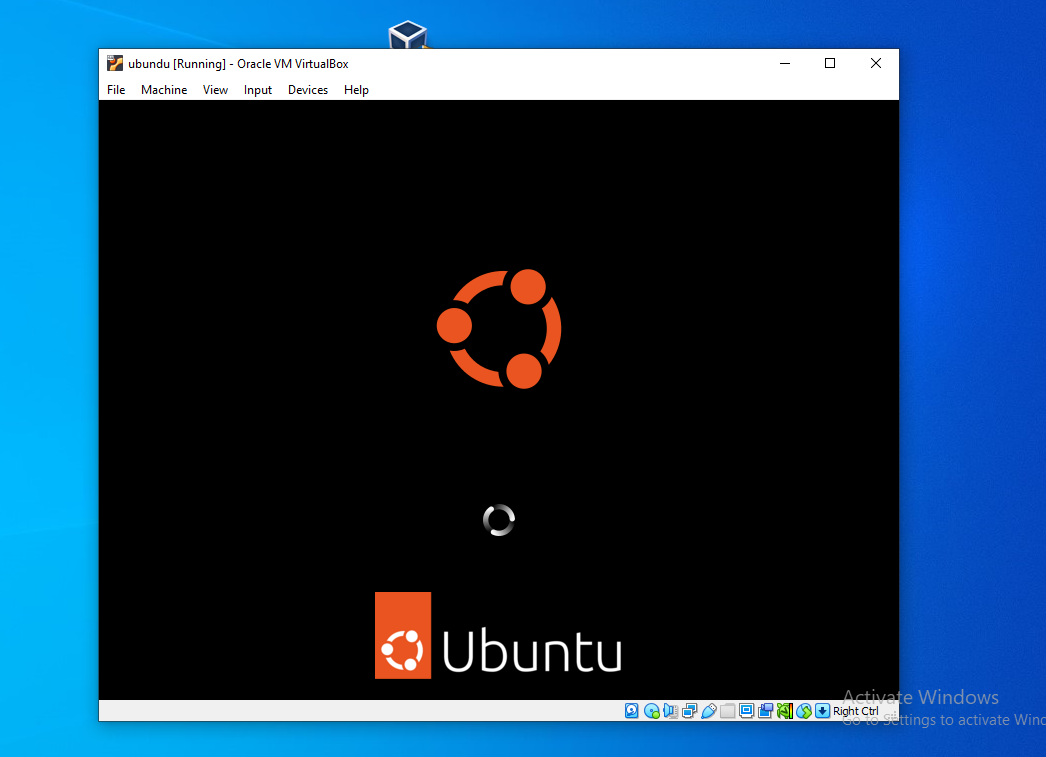 ubundu [Running] - Oracle VM VirtualBox
File Machine View Input Devices Help
Ubuntu
Activate Windows
Right Ctrl
Go to Settings to activate Win